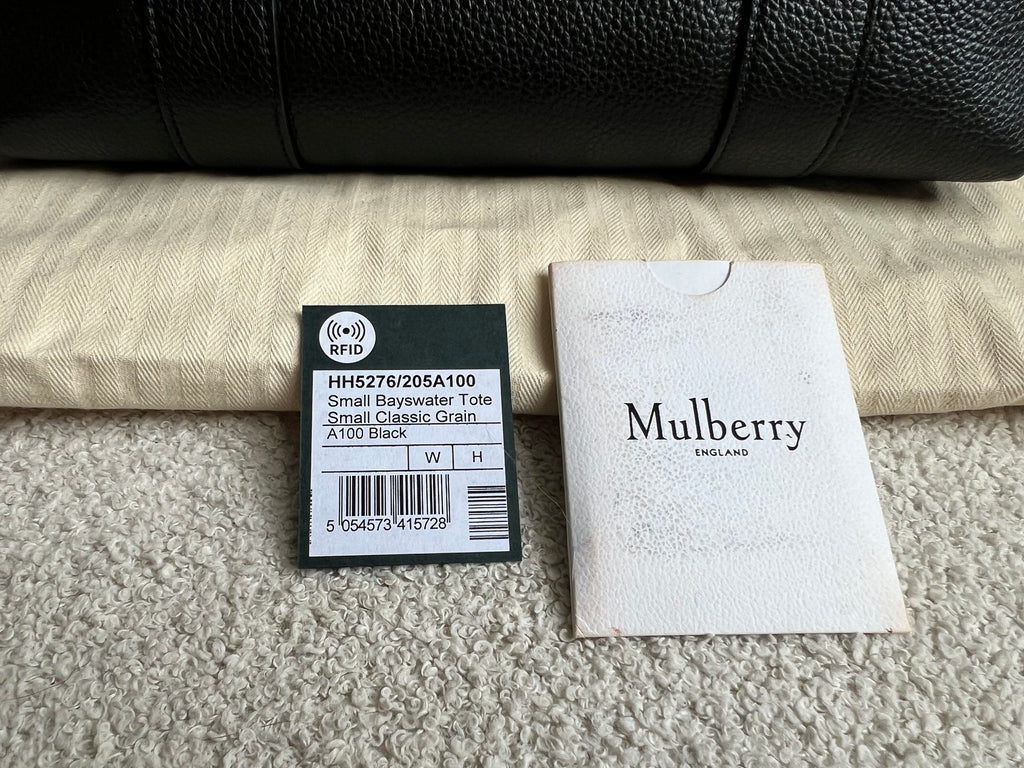 RFID
HH5276/205A100
Small Bayswater Tote
Small Classic Grain
A100 Black
W H
5 054573 415728
Mulberry
ENGLAND